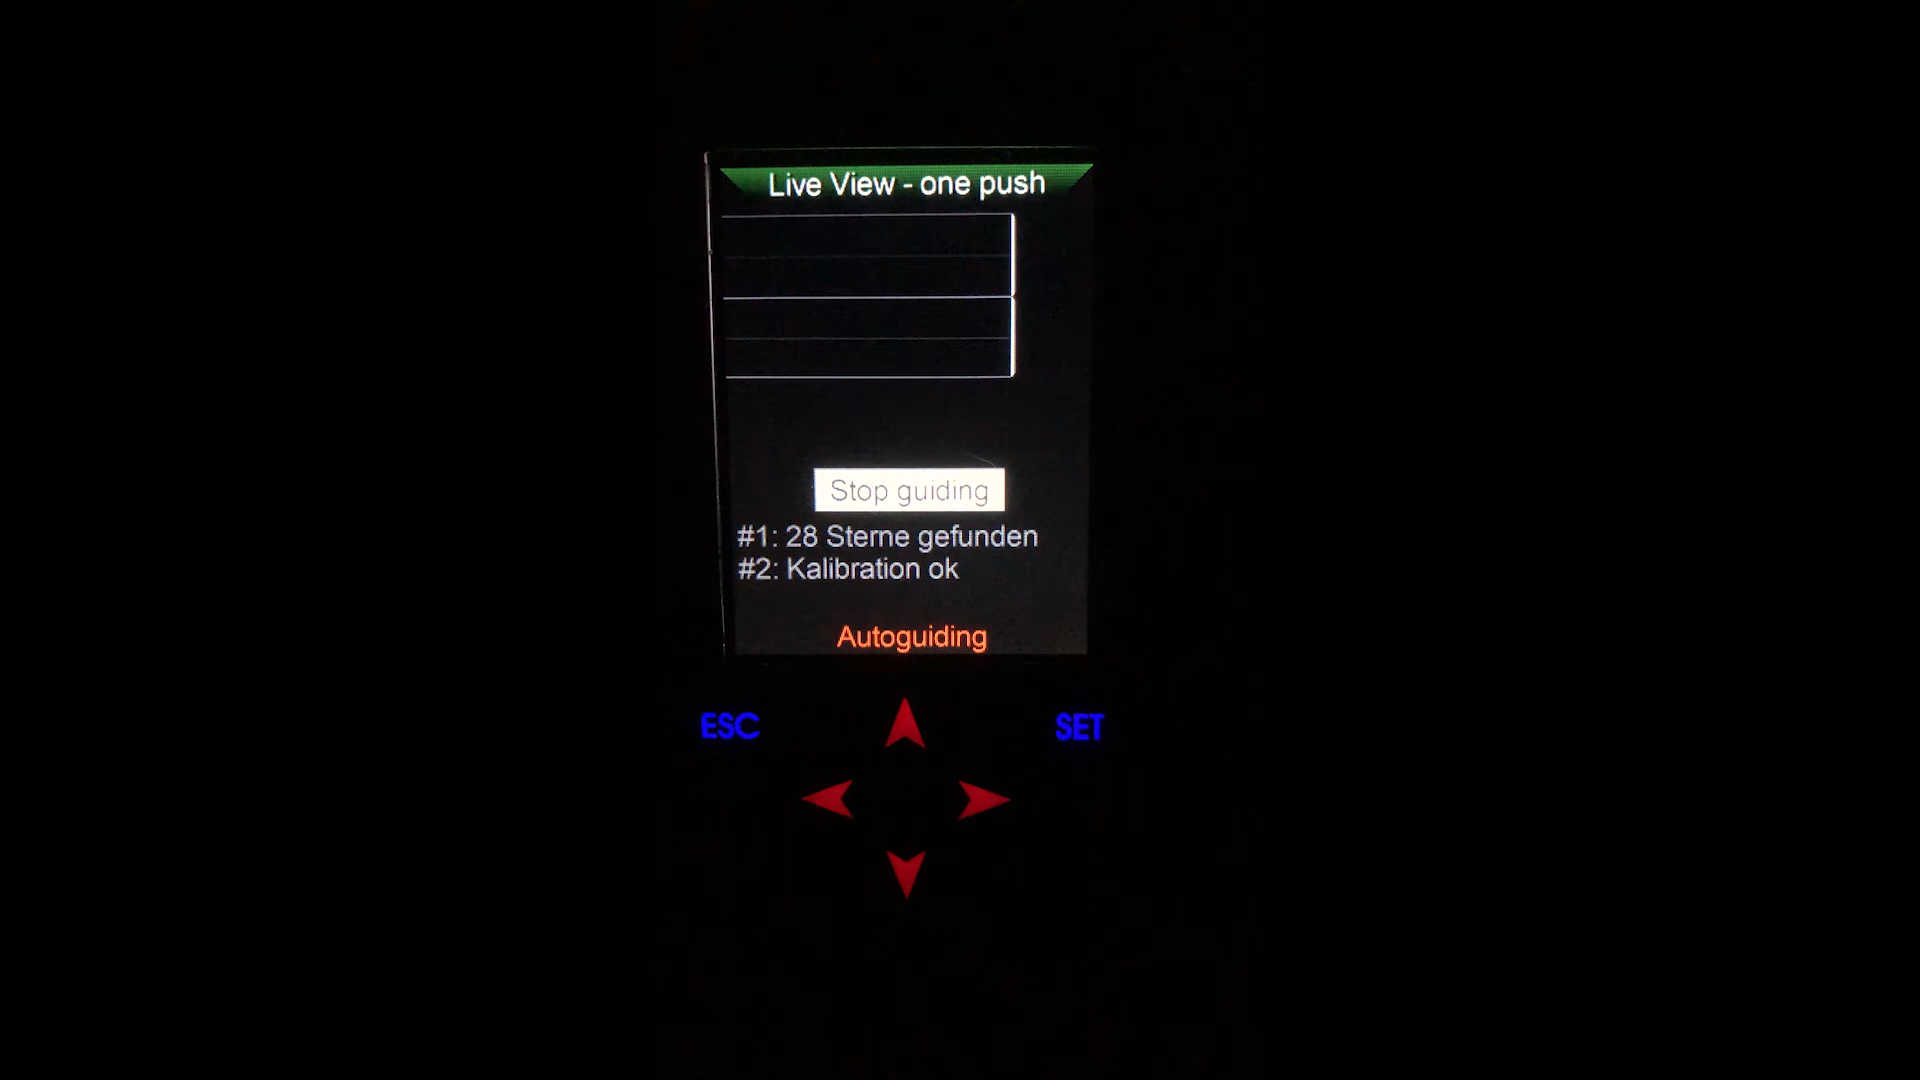 Live View - one push
Stop guiding
#1: 28 Sterne gefunden
#2: Kalibration ok
Autoguiding
ESC
SET